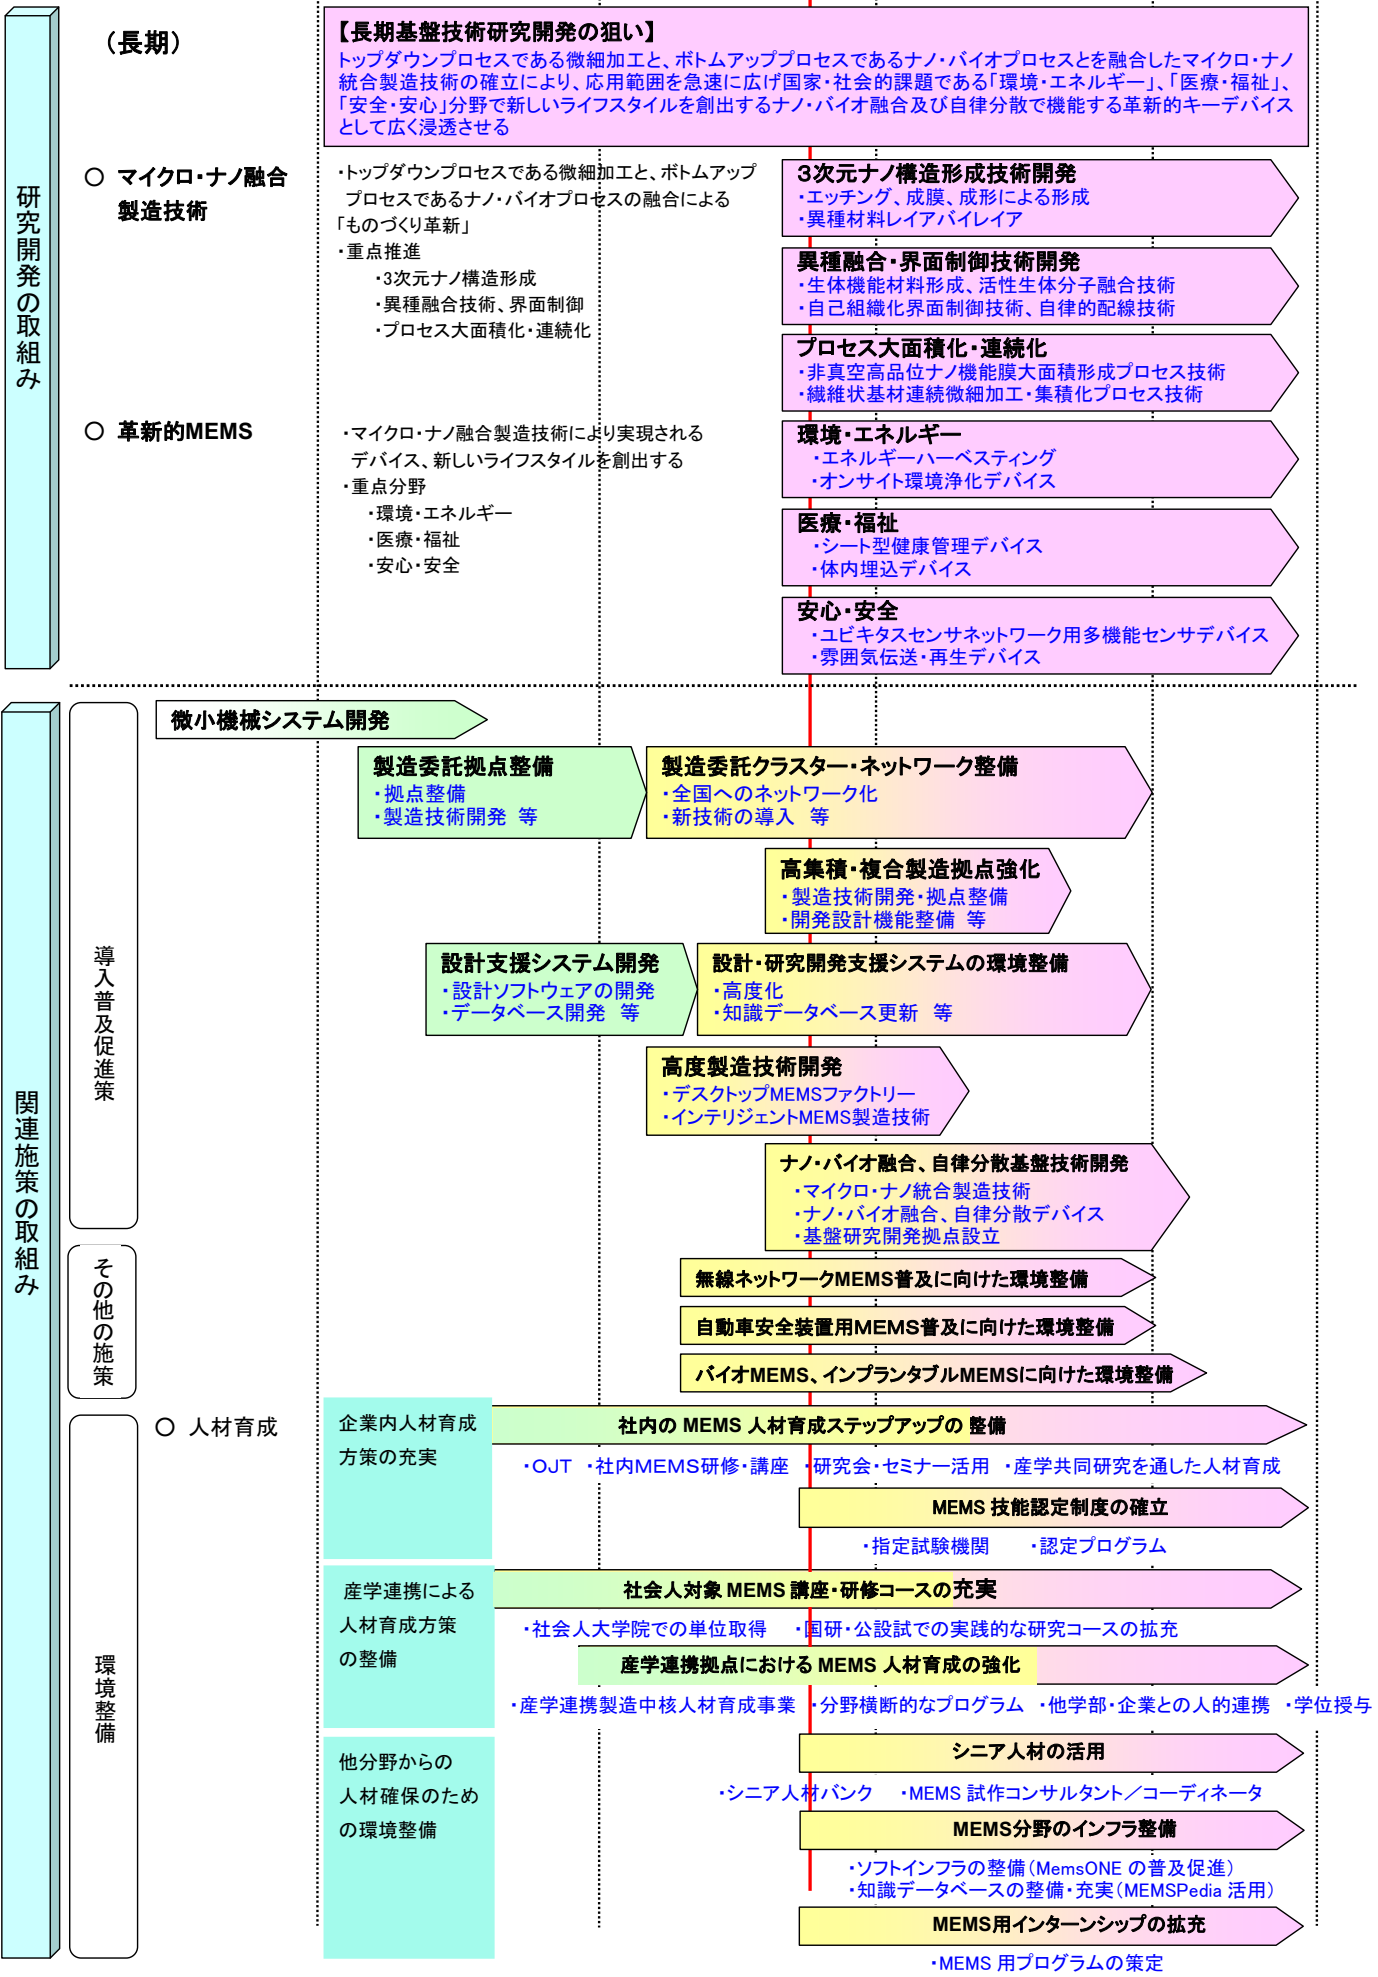 研究開発の取組み
（長期）
【長期基盤技術研究開発の狙い】
トップダウンプロセスである微細加工と、ボトムアッププロセスであるナノ・バイオプロセスとを融合したマイクロ・ナノ
統合製造技術の確立により、応用範囲を急速に広げ国家・社会的課題である「環境・エネルギー」、「医療・福祉」、
「安全・安心」分野で新しいライフスタイルを創出するナノ・バイオ融合及び自律分散で機能する革新的キーデバイス
として広く浸透させる
○ マイクロ・ナノ融合
製造技術
・トップダウンプロセスである微細加工と、ボトムアップ
プロセスであるナノ・バイオプロセスの融合による
「ものづくり革新」
・重点推進
・3次元ナノ構造形成
・異種融合技術、界面制御
・プロセス大面積化・連続化
３次元ナノ構造形成技術開発
・エッチング、成膜、成形による形成
・異種材料レイアバイレイア
異種融合・界面制御技術開発
・生体機能材料形成、活性生体分子融合技術
・自己組織化界面制御技術、自律的配線技術
プロセス大面積化・連続化
・非真空高品位ナノ機能膜大面積形成プロセス技術
・繊維状基材連続微細加工・集積化プロセス技術
○ 革新的MEMS
・マイクロ・ナノ融合製造技術により実現される
デバイス、新しいライフスタイルを創出する
・重点分野
・環境・エネルギー
・医療・福祉
・安心・安全
環境・エネルギー
・エネルギーハーベスティング
・オンサイト環境浄化デバイス
医療・福祉
・シート型健康管理デバイス
・体内埋込デバイス
安心・安全
・ユビキタスセンサネットワーク用多機能センサデバイス
・雰囲気伝送・再生デバイス
関連施策の取組み
導入普及促進策
微小機械システム開発
製造委託拠点整備
・拠点整備
・製造技術開発 等
製造委託クラスター・ネットワーク整備
・全国へのネットワーク化
・新技術の導入 等
高集積・複合製造拠点強化
・製造技術開発・拠点整備
・開発設計機能整備 等
設計支援システム開発
・設計ソフトウェアの開発
・データベース開発 等
設計・研究開発支援システムの環境整備
・高度化
・知識データベース更新 等
高度製造技術開発
・デスクトップMEMSファクトリー
・インテリジェントMEMS製造技術
ナノ・バイオ融合、自律分散基盤技術開発
・マイクロ・ナノ統合製造技術
・ナノ・バイオ融合、自律分散デバイス
・基盤研究開発拠点設立
その他の施策
無線ネットワークMEMS普及に向けた環境整備
自動車安全装置用MEMS普及に向けた環境整備
バイオMEMS、インプランタブルMEMSに向けた環境整備
環境整備
○ 人材育成
企業内人材育成
方策の充実
社内の MEMS 人材育成ステップアップの 整備
・OJT ・社内MEMS研修・講座 ・研究会・セミナー活用 ・産学共同研究を通した人材育成
MEMS 技能認定制度の確立
・指定試験機関 ・認定プログラム
産学連携による
人材育成方策
の整備
社会人対象 MEMS 講座・研修コースの充実
・社会人大学院での単位取得 ・国研・公設試での実践的な研究コースの拡充
産学連携拠点における MEMS 人材育成の強化
・産学連携製造中核人材育成事業 ・分野横断的なプログラム ・他学部・企業との人的連携 ・学位授与
他分野からの
人材確保のため
の環境整備
シニア人材の活用
・シニア人材バンク ・MEMS 試作コンサルタント／コーディネータ
MEMS分野のインフラ整備
・ソフトインフラの整備（MemsONE の普及促進）
・知識データベースの整備・充実（MEMSPedia 活用）
MEMS用インターンシップの拡充
・MEMS 用プログラムの策定